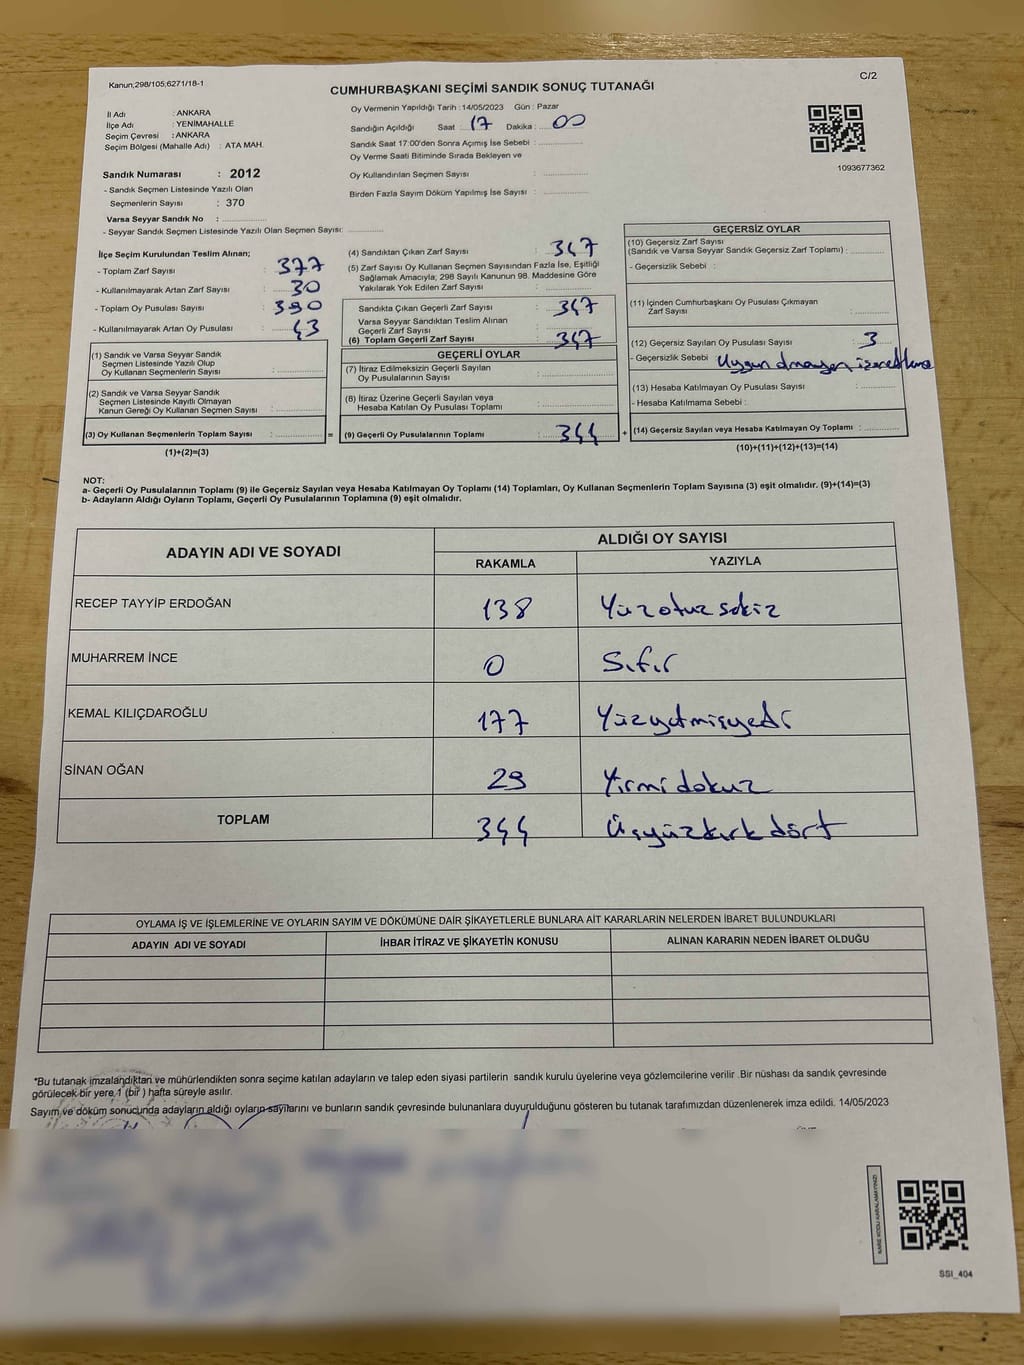 Kanun;298/105;6271/18-1
C/2
CUMHURBAŞKANI SEÇİMİ SANDIK SONUÇ TUTANAĞI
İl Adı : ANKARA
İlçe Adı : YENİMAHALLE
Seçim Çevresi : ANKARA
Seçim Bölgesi (Mahalle Adı) : ATA MAH.
Sandık Numarası : 2012
- Sandık Seçmen Listesinde Yazılı Olan
Seçmenlerin Sayısı : 370
Varsa Seyyar Sandık No :
- Seyyar Sandık Seçmen Listesinde Yazılı Olan Seçmen Sayısı:
Oy Vermenin Yapıldığı Tarih : 14/05/2023 Gün : Pazar
Sandığın Açıldığı Saat : 17 Dakika : 00
Sandık Saat 17:00'den Sonra Açımış İse Sebebi :
Oy Verme Saati Bitiminde Sırada Bekleyen ve
Oy Kullandırılan Seçmen Sayısı :
Birden Fazla Sayım Döküm Yapılmış İse Sayısı :
1093677362
İlçe Seçim Kurulundan Teslim Alınan;
- Toplam Zarf Sayısı : 377
- Kullanılmayarak Artan Zarf Sayısı : 30
- Toplam Oy Pusulası Sayısı : 390
- Kullanılmayarak Artan Oy Pusulası : 43
(1) Sandık ve Varsa Seyyar Sandık
Seçmen Listesinde Yazılı Olup
Oy Kullanan Seçmenlerin Sayısı :
(2) Sandık ve Varsa Seyyar Sandık
Seçmen Listesinde Kayıtlı Olmayan
Kanun Gereği Oy Kullanan Seçmen Sayısı :
(3) Oy Kullanan Seçmenlerin Toplam Sayısı :
(1)+(2)=(3)
(4) Sandıktan Çıkan Zarf Sayısı : 347
(5) Zarf Sayısı Oy Kullanan Seçmen Sayısından Fazla İse, Eşitliği
Sağlamak Amacıyla; 298 Sayılı Kanunun 98. Maddesine Göre
Yakılarak Yok Edilen Zarf Sayısı :
Sandıkta Çıkan Geçerli Zarf Sayısı : 347
Varsa Seyyar Sandıktan Teslim Alınan
Geçerli Zarf Sayısı :
(6) Toplam Geçerli Zarf Sayısı : 347
GEÇERLİ OYLAR
(7) İtiraz Edilmeksizin Geçerli Sayılan
Oy Pusulalarının Sayısı :
(8) İtiraz Üzerine Geçerli Sayılan veya
Hesaba Katılan Oy Pusulası Toplamı :
= (9) Geçerli Oy Pusulalarının Toplamı : 344
GEÇERSİZ OYLAR
(10) Geçersiz Zarf Sayısı
(Sandık ve Varsa Seyyar Sandık Geçersiz Zarf Toplamı) :
- Geçersizlik Sebebi :
(11) İçinden Cumhurbaşkanı Oy Pusulası Çıkmayan
Zarf Sayısı :
(12) Geçersiz Sayılan Oy Pusulası Sayısı : 3
- Geçersizlik Sebebi : Uygun olmayan işaretleme
(13) Hesaba Katılmayan Oy Pusulası Sayısı :
- Hesaba Katılmama Sebebi :
+ (14) Geçersiz Sayılan veya Hesaba Katılmayan Oy Toplamı :
(10)+(11)+(12)+(13)=(14)
NOT:
a- Geçerli Oy Pusulalarının Toplamı (9) ile Geçersiz Sayılan veya Hesaba Katılmayan Oy Toplamı (14) Toplamları, Oy Kullanan Seçmenlerin Toplam Sayısına (3) eşit olmalıdır. (9)+(14)=(3)
b- Adayların Aldığı Oyların Toplamı, Geçerli Oy Pusulalarının Toplamına (9) eşit olmalıdır.
ADAYIN ADI VE SOYADI ALDIĞI OY SAYISI
RAKAMLA YAZIYLA
RECEP TAYYİP ERDOĞAN 138 Yüzotuzsekiz
MUHARREM İNCE 0 Sıfır
KEMAL KILIÇDAROĞLU 177 Yüzyetmişyedi
SİNAN OĞAN 29 Yirmidokuz
TOPLAM 344 Üçyüzkırkdört
OYLAMA İŞ VE İŞLEMLERİNE VE OYLARIN SAYIM VE DÖKÜMÜNE DAİR ŞİKAYETLERLE BUNLARA AİT KARARLARIN NELERDEN İBARET BULUNDUKLARI
ADAYIN ADI VE SOYADI İHBAR İTİRAZ VE ŞİKAYETİN KONUSU ALINAN KARARIN NEDEN İBARET OLDUĞU
*Bu tutanak imzalandıktan ve mühürlendikten sonra seçime katılan adayların ve talep eden siyasi partilerin sandık kurulu üyelerine veya gözlemcilerine verilir .Bir nüshası da sandık çevresinde
görülecek bir yere 1 (bir ) hafta süreyle asılır.
Sayım ve döküm sonucunda adayların aldığı oyların sayılarını ve bunların sandık çevresinde bulunanlara duyurulduğunu gösteren bu tutanak tarafımızdan düzenlenerek imza edildi. 14/05/2023
KARE KODU KARALAMAYINIZ!
SSI_404